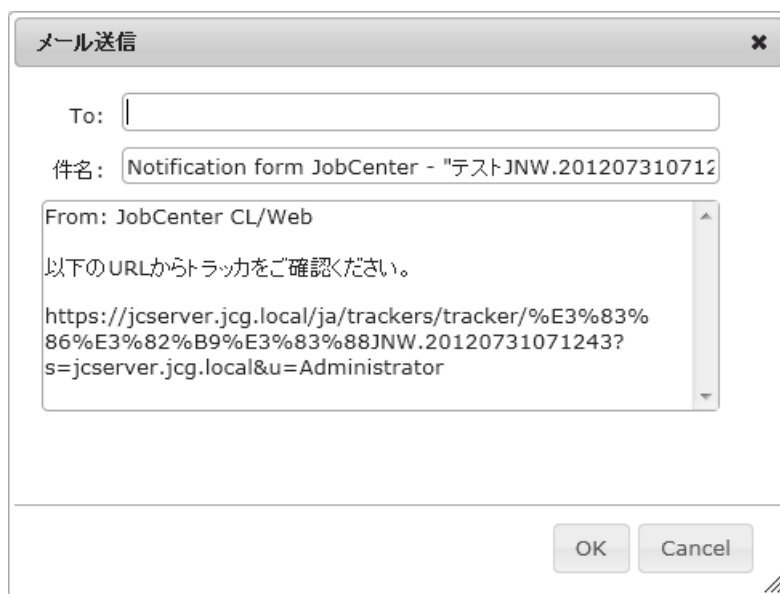 メール送信
To:
件名: Notification form JobCenter - "テストJNW.201207310712
From: JobCenter CL/Web
以下のURLからトラッカをご確認ください。
https://jcserver.jcg.local/ja/trackers/tracker/%E3%83%
86%E3%82%B9%E3%83%88JNW.20120731071243?
s=jcserver.jcg.local&u=Administrator
OK Cancel